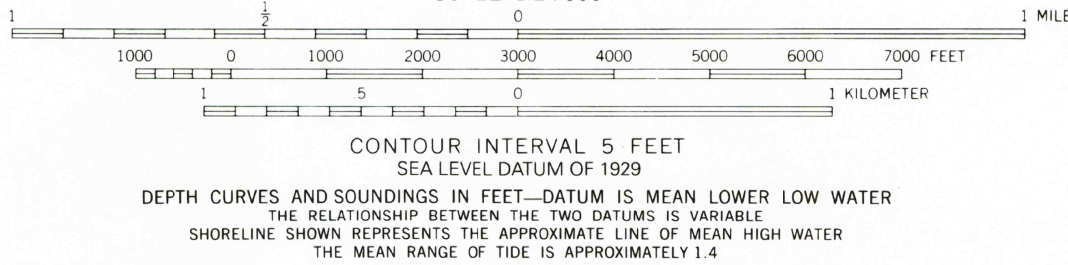 1 1/2 0 1 MILE
1000 0 1000 2000 3000 4000 5000 6000 7000 FEET
1 .5 0 1 KILOMETER
CONTOUR INTERVAL 5 FEET
SEA LEVEL DATUM OF 1929
DEPTH CURVES AND SOUNDINGS IN FEET—DATUM IS MEAN LOWER LOW WATER
THE RELATIONSHIP BETWEEN THE TWO DATUMS IS VARIABLE
SHORELINE SHOWN REPRESENTS THE APPROXIMATE LINE OF MEAN HIGH WATER
THE MEAN RANGE OF TIDE IS APPROXIMATELY 1.4